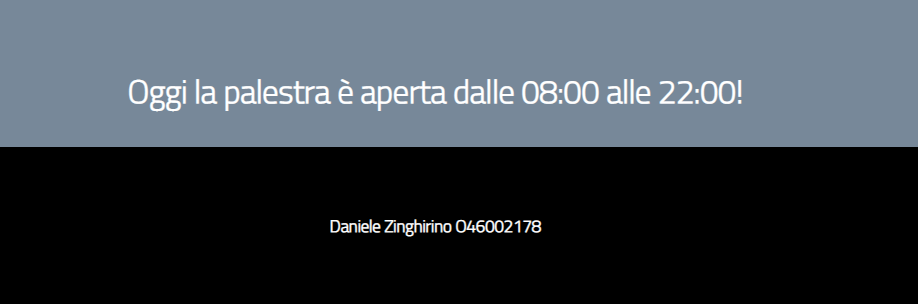 Oggi la palestra è aperta dalle 08:00 alle 22:00!
Daniele Zinghirino 046002178